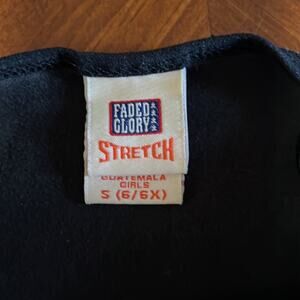 FADED
GLORY
STRETCH
GUATEMALA
GIRLS
S (6/6X)